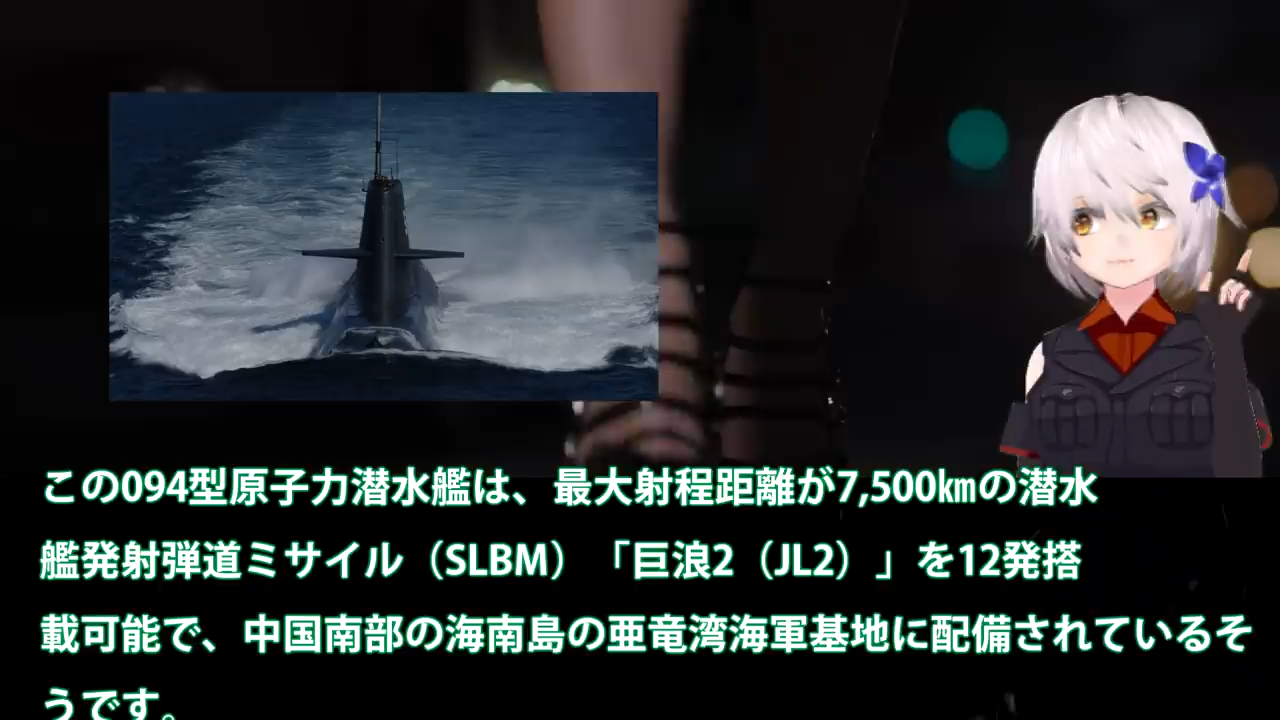 この094型原子力潜水艦は、最大射程距離が7,500㎞の潜水
艦発射弾道ミサイル（SLBM）「巨浪2（JL2）」を12発搭
載可能で、中国南部の海南島の亜竜湾海軍基地に配備されているそ
うです。